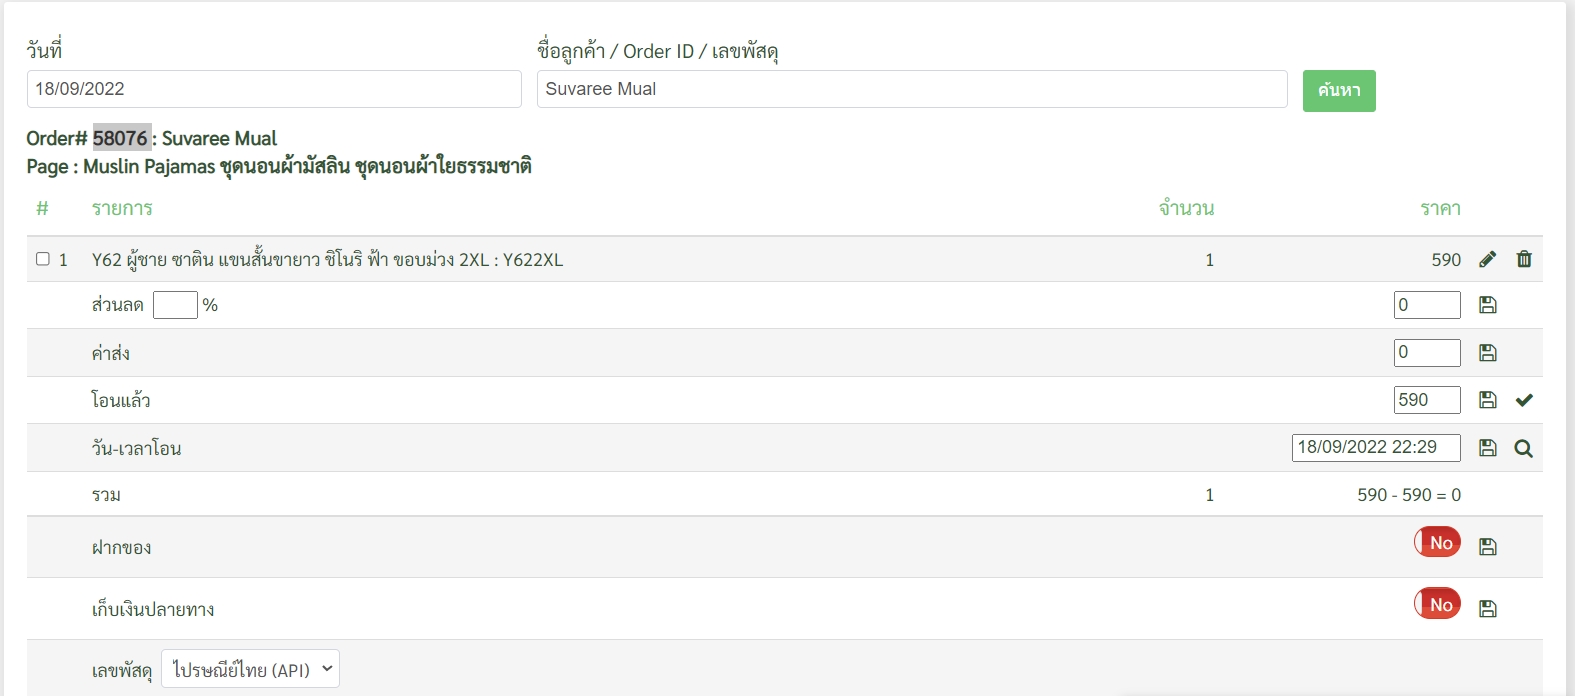 วันที่ ชื่อลูกค้า / Order ID / เลขพัสดุ
18/09/2022 Suvaree Mual ค้นหา
Order# 58076 : Suvaree Mual
Page : Muslin Pajamas ชุดนอนผ้ามัสลิน ชุดนอนผ้าใยธรรมชาติ
# รายการ จำนวน ราคา
1 Y62 ผู้ชาย ซาติน แขนสั้นขายาว ชิโนริ ฟ้า ขอบม่วง 2XL : Y622XL 1 590
ส่วนลด % 0
ค่าส่ง 0
โอนแล้ว 590
วัน-เวลาโอน 18/09/2022 22:29
รวม 1 590 - 590 = 0
ฝากของ No
เก็บเงินปลายทาง No
เลขพัสดุ ไปรษณีย์ไทย (API)